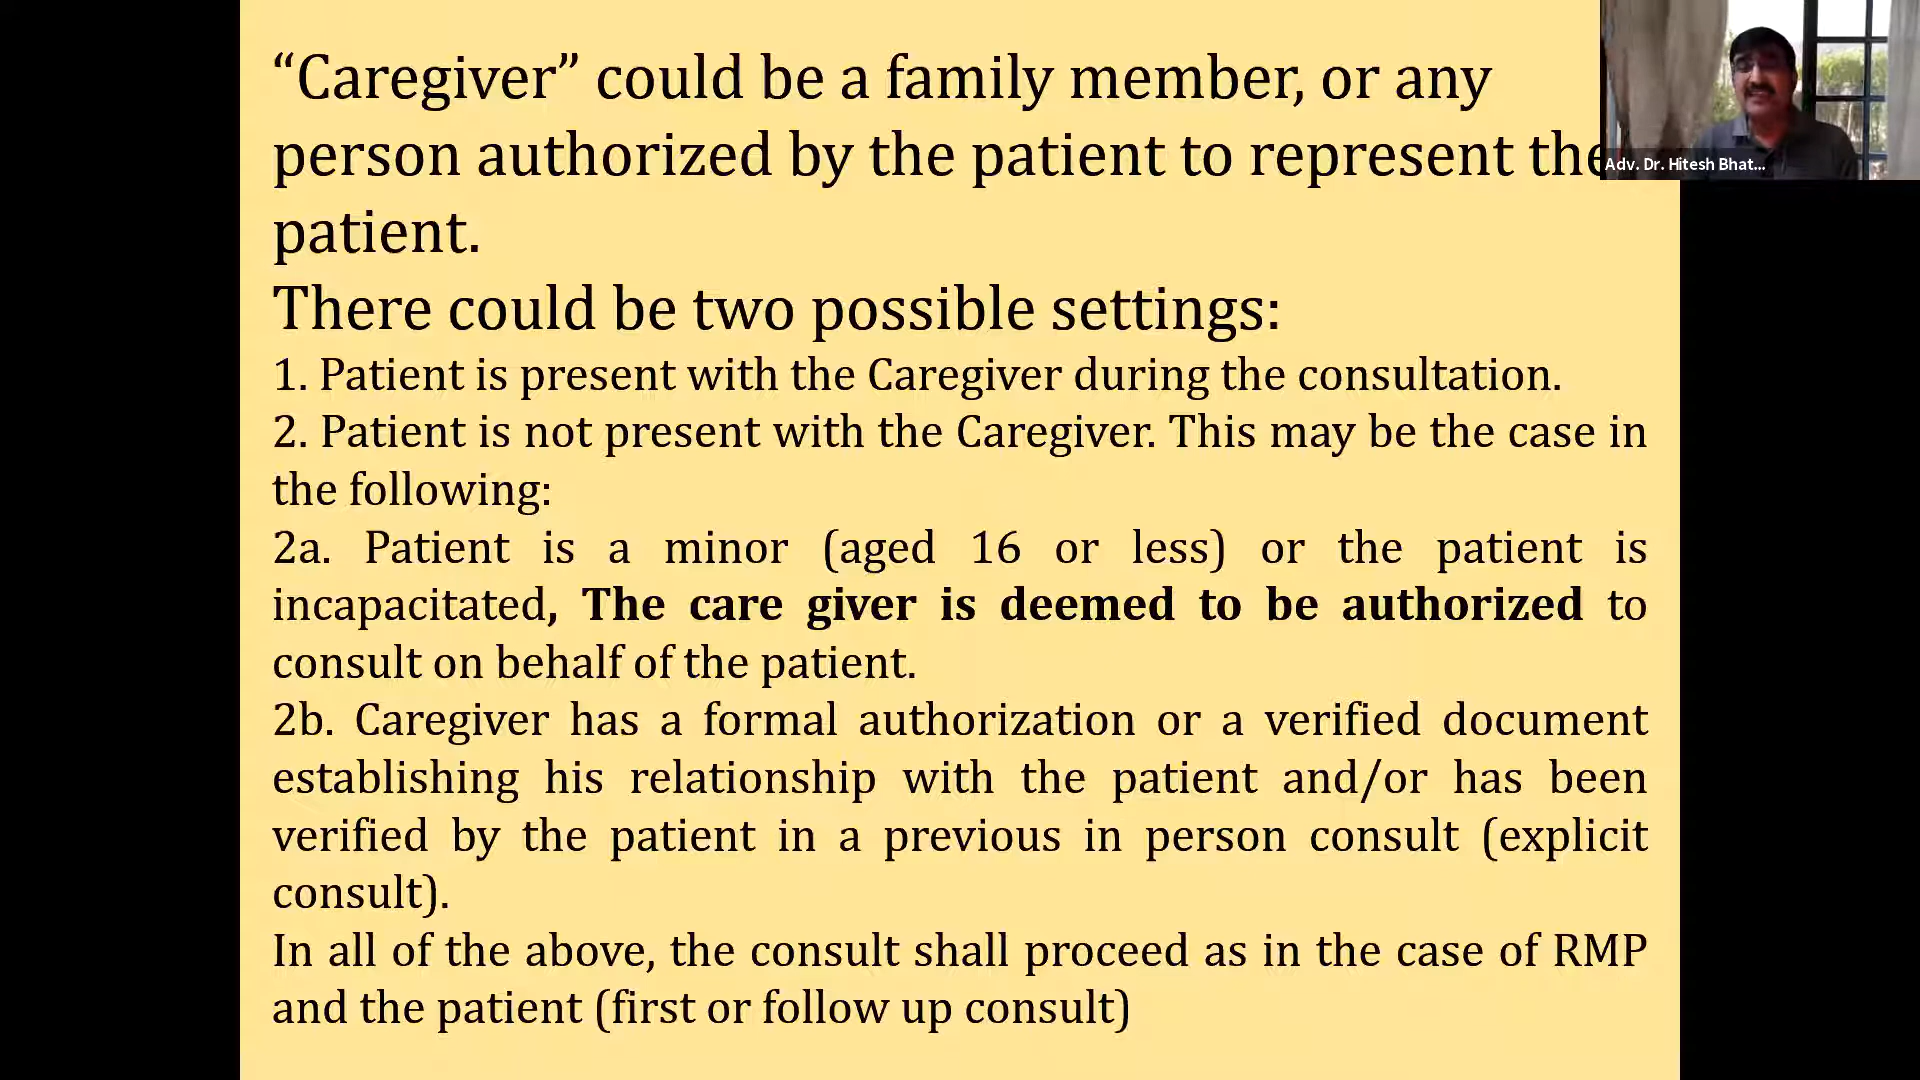 “Caregiver” could be a family member, or any
person authorized by the patient to represent the
patient.
There could be two possible settings:
1. Patient is present with the Caregiver during the consultation.
2. Patient is not present with the Caregiver. This may be the case in
the following:
2a. Patient is a minor (aged 16 or less) or the patient is
incapacitated, The care giver is deemed to be authorized to
consult on behalf of the patient.
2b. Caregiver has a formal authorization or a verified document
establishing his relationship with the patient and/or has been
verified by the patient in a previous in person consult (explicit
consult).
In all of the above, the consult shall proceed as in the case of RMP
and the patient (first or follow up consult)
Adv. Dr. Hitesh Bhat...